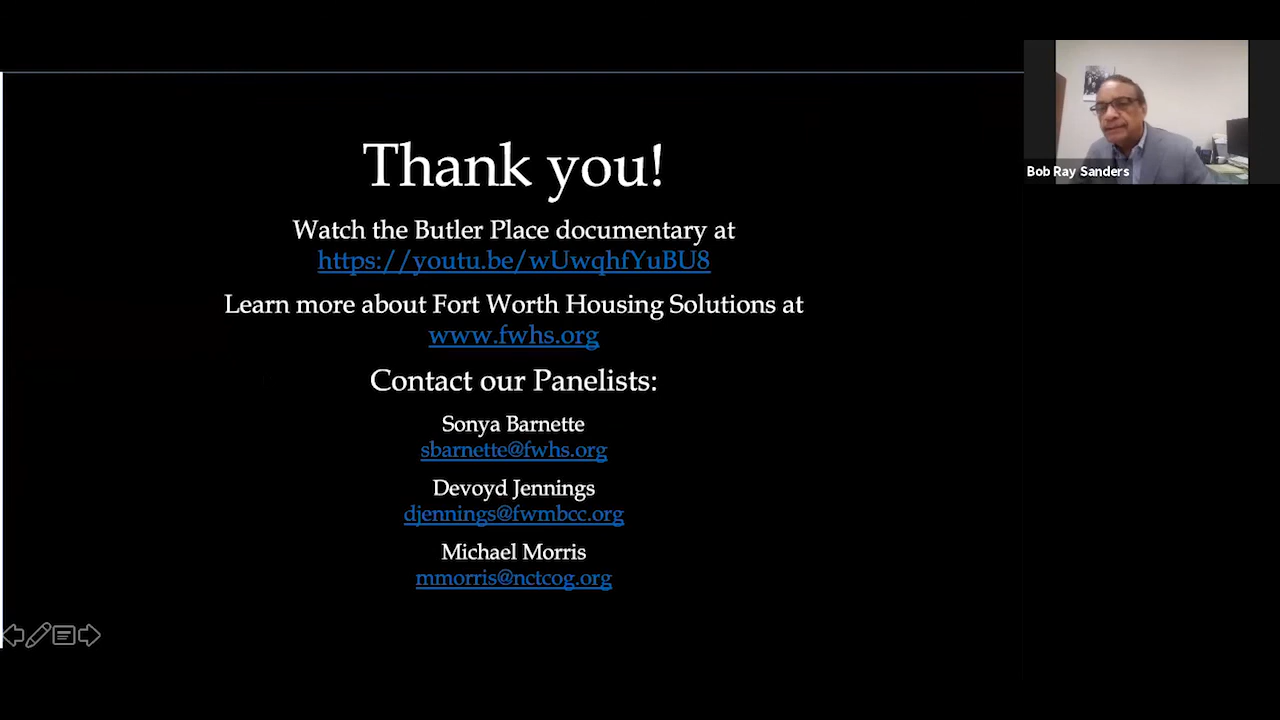 Thank you!
Watch the Butler Place documentary at
https://youtu.be/wUwqhfYuBU8
Learn more about Fort Worth Housing Solutions at
www.fwhs.org
Contact our Panelists:
Sonya Barnette
sbarnette@fwhs.org
Devoyd Jennings
djennings@fwmbcc.org
Michael Morris
mmorris@nctcog.org
Bob Ray Sanders